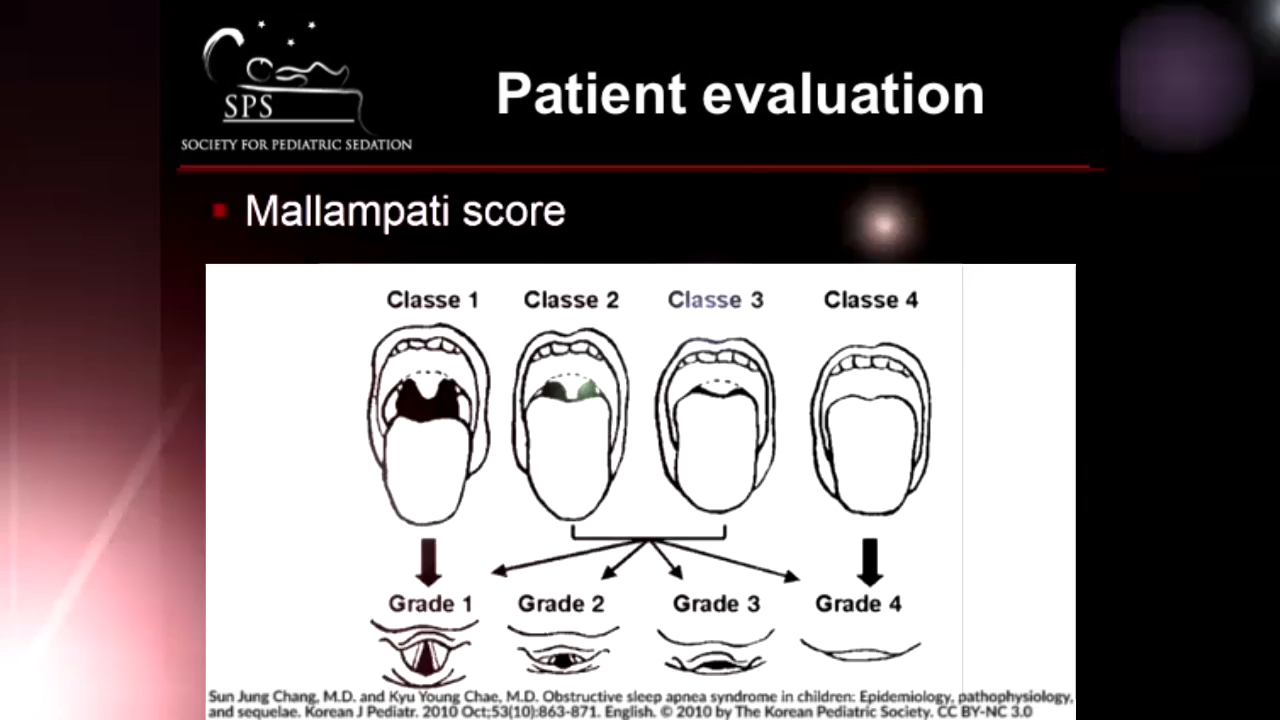 SPS
SOCIETY FOR PEDIATRIC SEDATION
Patient evaluation
Mallampati score
Classe 1 Classe 2 Classe 3 Classe 4
Grade 1 Grade 2 Grade 3 Grade 4
Sun Jung Chang, M.D. and Kyu Young Chae, M.D. Obstructive sleep apnea syndrome in children: Epidemiology, pathophysiology,
and sequelae. Korean J Pediatr. 2010 Oct;53(10):863-871. English. © 2010 by The Korean Pediatric Society. CC BY-NC 3.0